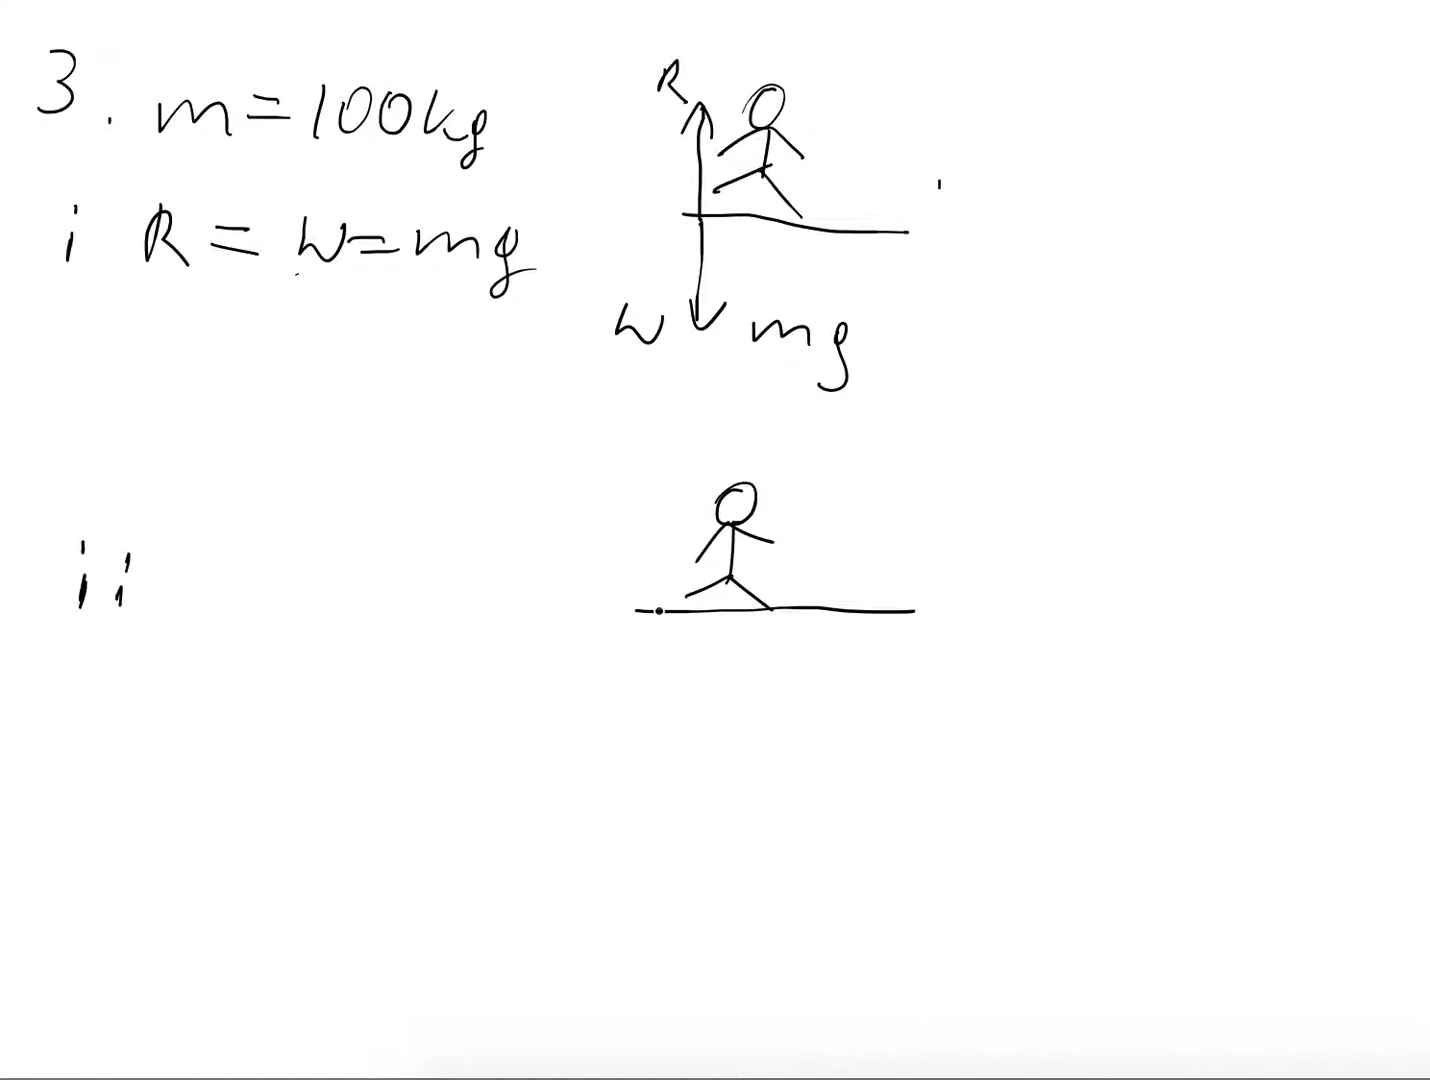 3. m=100kg
R
i R = W=mg
W mg
ii